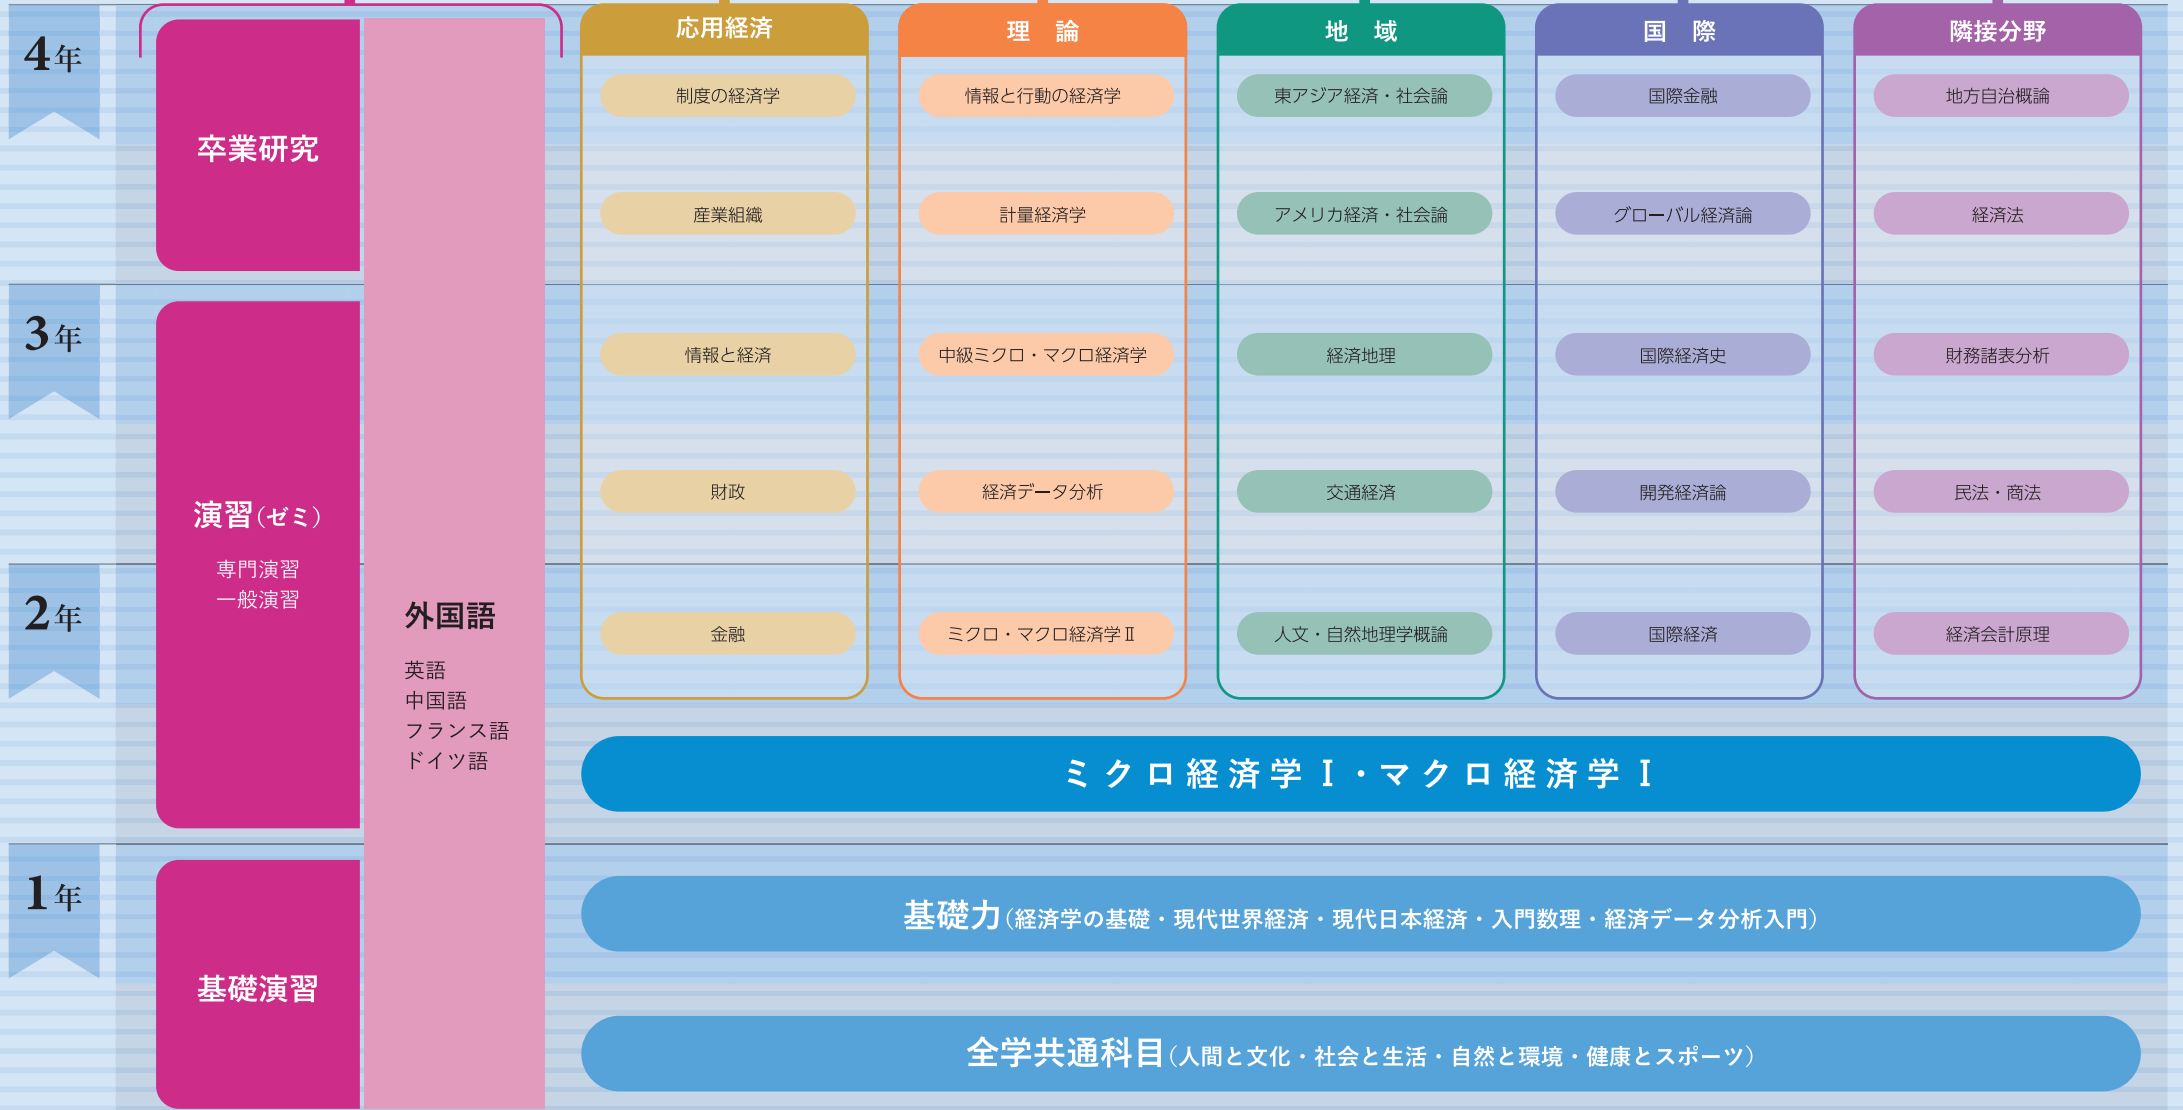 4年
卒業研究
応用経済
理　論
地　域
国　際
隣接分野
制度の経済学
情報と行動の経済学
東アジア経済・社会論
国際金融
地方自治概論
産業組織
計量経済学
アメリカ経済・社会論
グローバル経済論
経済法
3年
情報と経済
中級ミクロ・マクロ経済学
経済地理
国際経済史
財務諸表分析
演習（ゼミ）
専門演習
一般演習
財政
経済データ分析
交通経済
開発経済論
民法・商法
2年
外国語
英語
中国語
フランス語
ドイツ語
金融
ミクロ・マクロ経済学Ⅱ
人文・自然地理学概論
国際経済
経済会計原理
ミクロ経済学Ⅰ・マクロ経済学Ⅰ
1年
基礎演習
基礎力（経済学の基礎・現代世界経済・現代日本経済・入門数理・経済データ分析入門）
全学共通科目（人間と文化・社会と生活・自然と環境・健康とスポーツ）